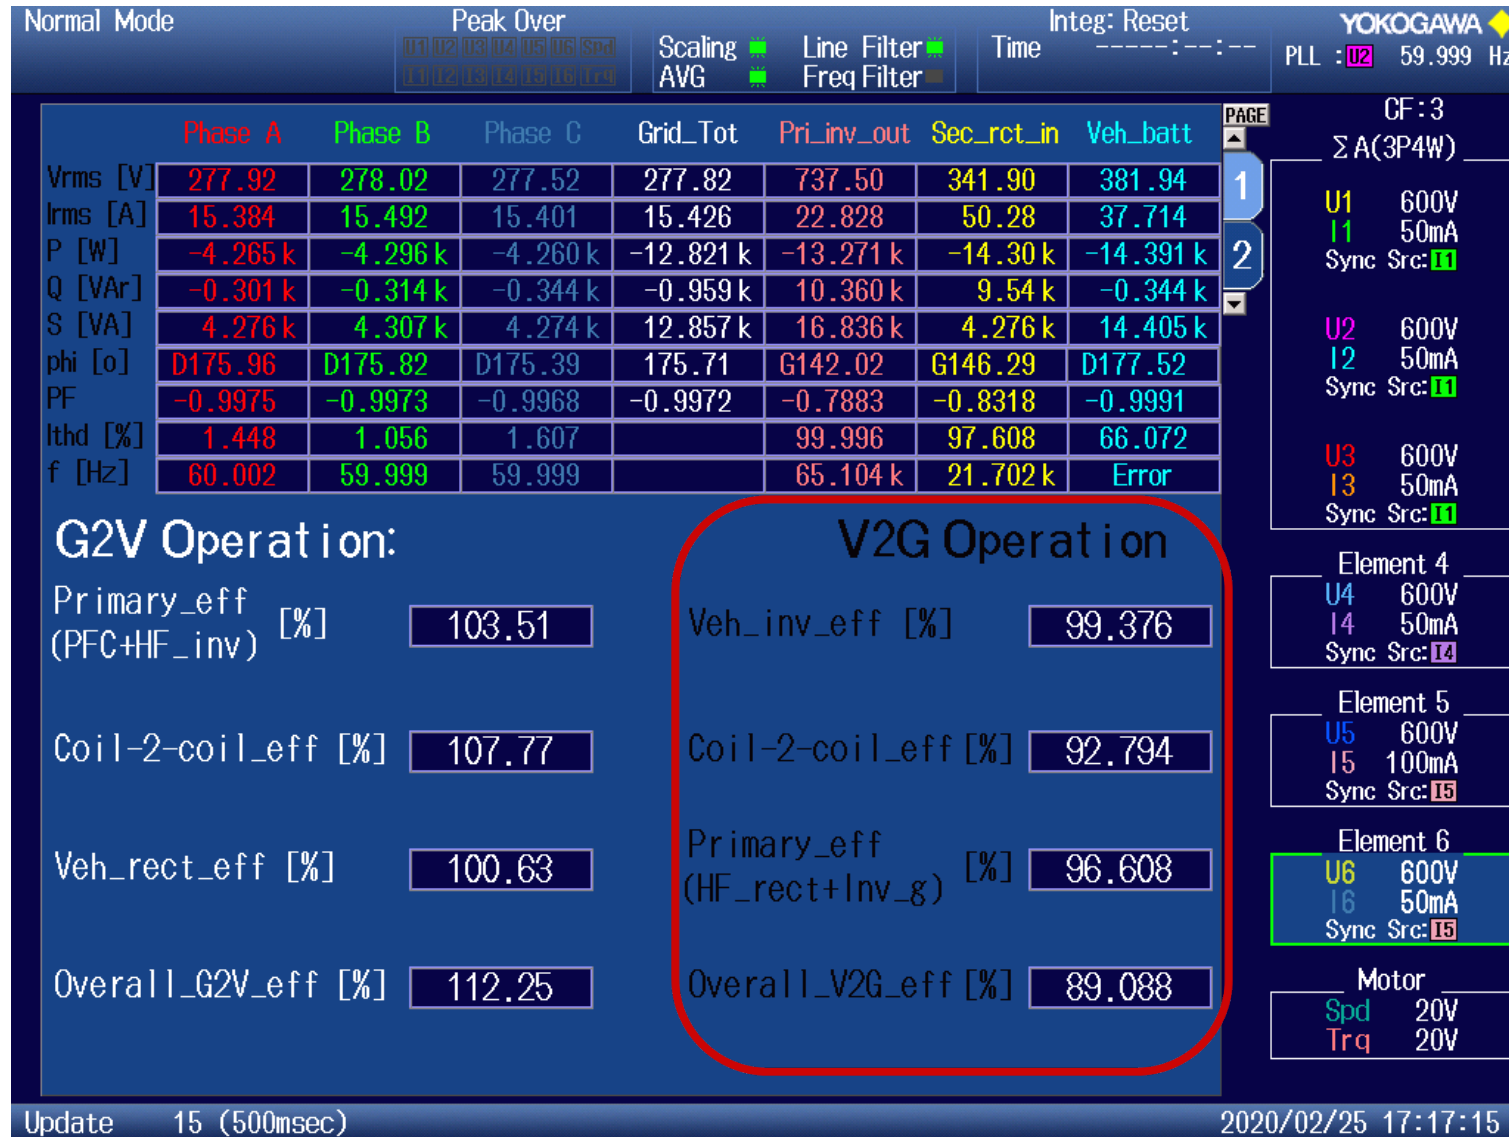 Normal Mode Peak Over Integ: Reset YOKOGAWA
U1 U2 U3 U4 U5 U6 Spd Scaling Line Filter Time -----:--:-- PLL :U2 59.999 Hz
I1 I2 I3 I4 I5 I6 Trq AVG Freq Filter
PAGE
1
2
Phase A Phase B Phase C Grid_Tot Pri_inv_out Sec_rct_in Veh_batt
Vrms [V] 277.92 278.02 277.52 277.82 737.50 341.90 381.94
Irms [A] 15.384 15.492 15.401 15.426 22.828 50.28 37.714
P [W] -4.265 k -4.296 k -4.260 k -12.821 k -13.271 k -14.30 k -14.391 k
Q [VAr] -0.301 k -0.314 k -0.344 k -0.959 k 10.360 k 9.54 k -0.344 k
S [VA] 4.276 k 4.307 k 4.274 k 12.857 k 16.836 k 4.276 k 14.405 k
phi [o] D175.96 D175.82 D175.39 175.71 G142.02 G146.29 D177.52
PF -0.9975 -0.9973 -0.9968 -0.9972 -0.7883 -0.8318 -0.9991
Ithd [%] 1.448 1.056 1.607 99.996 97.608 66.072
f [Hz] 60.002 59.999 59.999 65.104 k 21.702 k Error
G2V Operation:
Primary_eff
(PFC+HF_inv) [%] 103.51
Coil-2-coil_eff [%] 107.77
Veh_rect_eff [%] 100.63
Overall_G2V_eff [%] 112.25
V2G Operation
Veh_inv_eff [%] 99.376
Coil-2-coil_eff [%] 92.794
Primary_eff
(HF_rect+Inv_g) [%] 96.608
Overall_V2G_eff [%] 89.088
CF:3
ΣA(3P4W)
U1 600V
I1 50mA
Sync Src:I1
U2 600V
I2 50mA
Sync Src:I1
U3 600V
I3 50mA
Sync Src:I1
Element 4
U4 600V
I4 50mA
Sync Src:I4
Element 5
U5 600V
I5 100mA
Sync Src:I5
Element 6
U6 600V
I6 50mA
Sync Src:I5
Motor
Spd 20V
Trq 20V
Update 15 (500msec) 2020/02/25 17:17:15